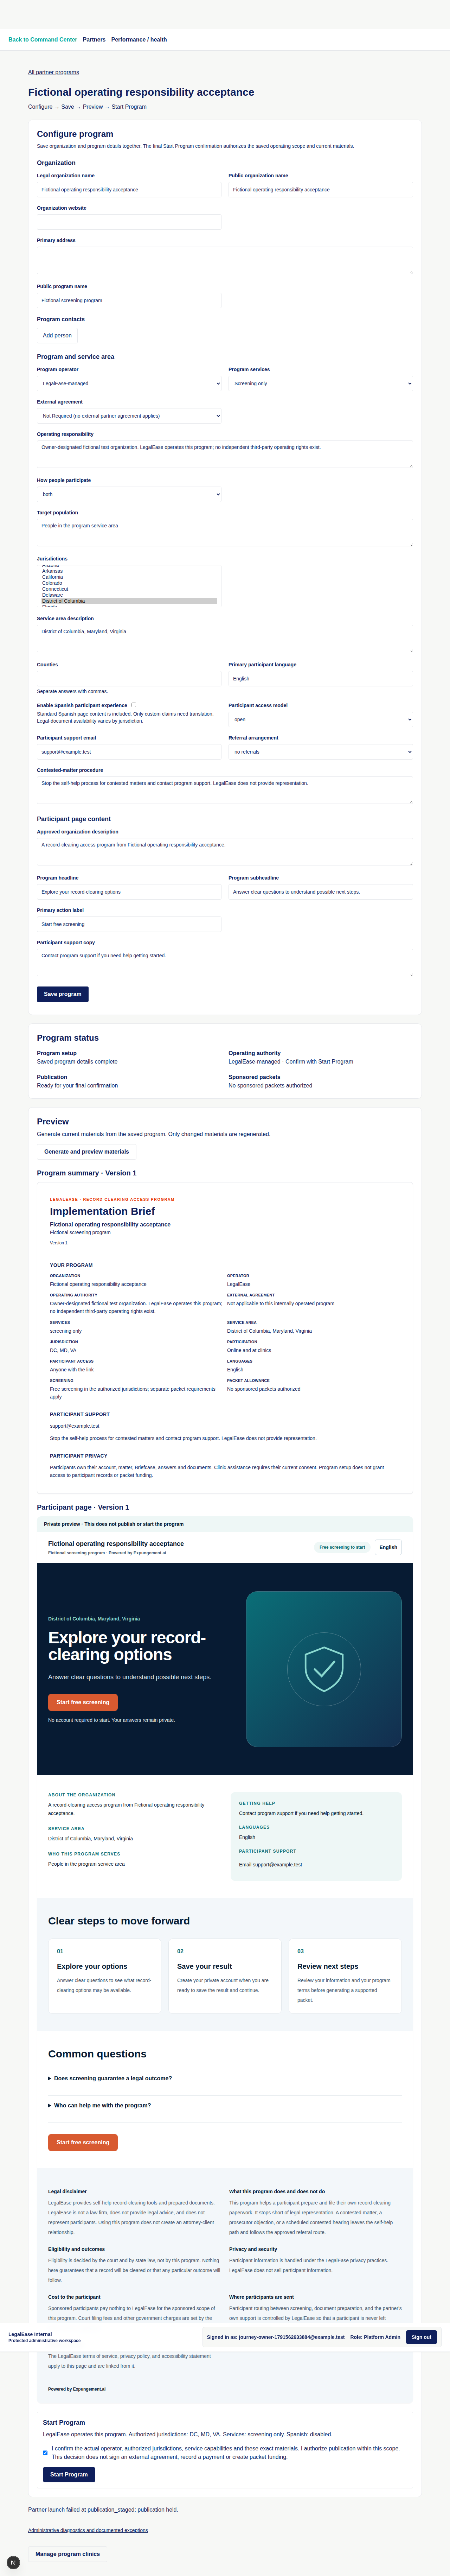 Back to Command Center Partners Performance / health
All partner programs
Fictional operating responsibility acceptance
Configure → Save → Preview → Start Program
Configure program
Save organization and program details together. The final Start Program confirmation authorizes the saved operating scope and current materials.
Organization
Legal organization name
Public organization name
Fictional operating responsibility acceptance
Fictional operating responsibility acceptance
Organization website
Primary address
Public program name
Fictional screening program
Program contacts
Add person
Program and service area
Program operator
Program services
LegalEase-managed
Screening only
External agreement
Not Required (no external partner agreement applies)
Operating responsibility
Owner-designated fictional test organization. LegalEase operates this program; no independent third-party operating rights exist.
How people participate
both
Target population
People in the program service area
Jurisdictions
Arkansas
California
Colorado
Connecticut
Delaware
District of Columbia
Service area description
District of Columbia, Maryland, Virginia
Counties
Primary participant language
English
Separate answers with commas.
Enable Spanish participant experience
Participant access model
Standard Spanish page content is included. Only custom claims need translation.
Legal-document availability varies by jurisdiction.
open
Participant support email
Referral arrangement
support@example.test
no referrals
Contested-matter procedure
Stop the self-help process for contested matters and contact program support. LegalEase does not provide representation.
Participant page content
Approved organization description
A record-clearing access program from Fictional operating responsibility acceptance.
Program headline
Program subheadline
Explore your record-clearing options
Answer clear questions to understand possible next steps.
Primary action label
Start free screening
Participant support copy
Contact program support if you need help getting started.
Save program
Program status
Program setup
Operating authority
Saved program details complete
LegalEase-managed · Confirm with Start Program
Publication
Sponsored packets
Ready for your final confirmation
No sponsored packets authorized
Preview
Generate current materials from the saved program. Only changed materials are regenerated.
Generate and preview materials
Program summary · Version 1
LEGALEASE · RECORD CLEARING ACCESS PROGRAM
Implementation Brief
Fictional operating responsibility acceptance
Fictional screening program
Version 1
YOUR PROGRAM
ORGANIZATION
OPERATOR
Fictional operating responsibility acceptance
LegalEase
OPERATING AUTHORITY
EXTERNAL AGREEMENT
Owner-designated fictional test organization. LegalEase operates this program;
no independent third-party operating rights exist.
Not applicable to this internally operated program
SERVICES
SERVICE AREA
screening only
District of Columbia, Maryland, Virginia
JURISDICTION
PARTICIPATION
DC, MD, VA
Online and at clinics
PARTICIPANT ACCESS
LANGUAGES
Anyone with the link
English
SCREENING
PACKET ALLOWANCE
Free screening in the authorized jurisdictions; separate packet requirements
apply
No sponsored packets authorized
PARTICIPANT SUPPORT
support@example.test
Stop the self-help process for contested matters and contact program support. LegalEase does not provide representation.
PARTICIPANT PRIVACY
Participants own their account, matter, Briefcase, answers and documents. Clinic assistance requires their current consent. Program setup does not grant
access to participant records or packet funding.
Participant page · Version 1
Private preview · This does not publish or start the program
Fictional operating responsibility acceptance
Fictional screening program · Powered by Expungement.ai
Free screening to start
English
District of Columbia, Maryland, Virginia
Explore your record-
clearing options
Answer clear questions to understand possible next steps.
Start free screening
No account required to start. Your answers remain private.
ABOUT THE ORGANIZATION
A record-clearing access program from Fictional operating responsibility
acceptance.
SERVICE AREA
District of Columbia, Maryland, Virginia
WHO THIS PROGRAM SERVES
People in the program service area
GETTING HELP
Contact program support if you need help getting started.
LANGUAGES
English
PARTICIPANT SUPPORT
Email support@example.test
Clear steps to move forward
01
Explore your options
Answer clear questions to see what record-
clearing options may be available.
02
Save your result
Create your private account when you are
ready to save the result and continue.
03
Review next steps
Review your information and your program
terms before generating a supported
packet.
Common questions
Does screening guarantee a legal outcome?
Who can help me with the program?
Start free screening
Legal disclaimer
LegalEase provides self-help record-clearing tools and prepared documents.
LegalEase is not a law firm, does not provide legal advice, and does not
represent participants. Using this program does not create an attorney-client
relationship.
What this program does and does not do
This program helps a participant prepare and file their own record-clearing
paperwork. It stops short of legal representation. A contested matter, a
prosecutor objection, or a scheduled contested hearing leaves the self-help
path and follows the approved referral route.
Eligibility and outcomes
Eligibility is decided by the court and by state law, not by this program. Nothing
here guarantees that a record will be cleared or that any particular outcome will
follow.
Privacy and security
Participant information is handled under the LegalEase privacy practices.
LegalEase does not sell participant information.
Cost to the participant
Sponsored participants pay nothing to LegalEase for the sponsored scope of
this program. Court filing fees and other government charges are set by the
Where participants are sent
Participant routing between screening, document preparation, and the partner's
own support is controlled by LegalEase so that a participant is never left
LegalEase Internal
Protected administrative workspace
Signed in as: journey-owner-1791562633884@example.test Role: Platform Admin Sign out
The LegalEase terms of service, privacy policy, and accessibility statement
apply to this page and are linked from it.
Powered by Expungement.ai
Start Program
LegalEase operates this program. Authorized jurisdictions: DC, MD, VA. Services: screening only. Spanish: disabled.
I confirm the actual operator, authorized jurisdictions, service capabilities and these exact materials. I authorize publication within this scope.
This decision does not sign an external agreement, record a payment or create packet funding.
Start Program
Partner launch failed at publication_staged; publication held.
Administrative diagnostics and documented exceptions
N
Manage program clinics